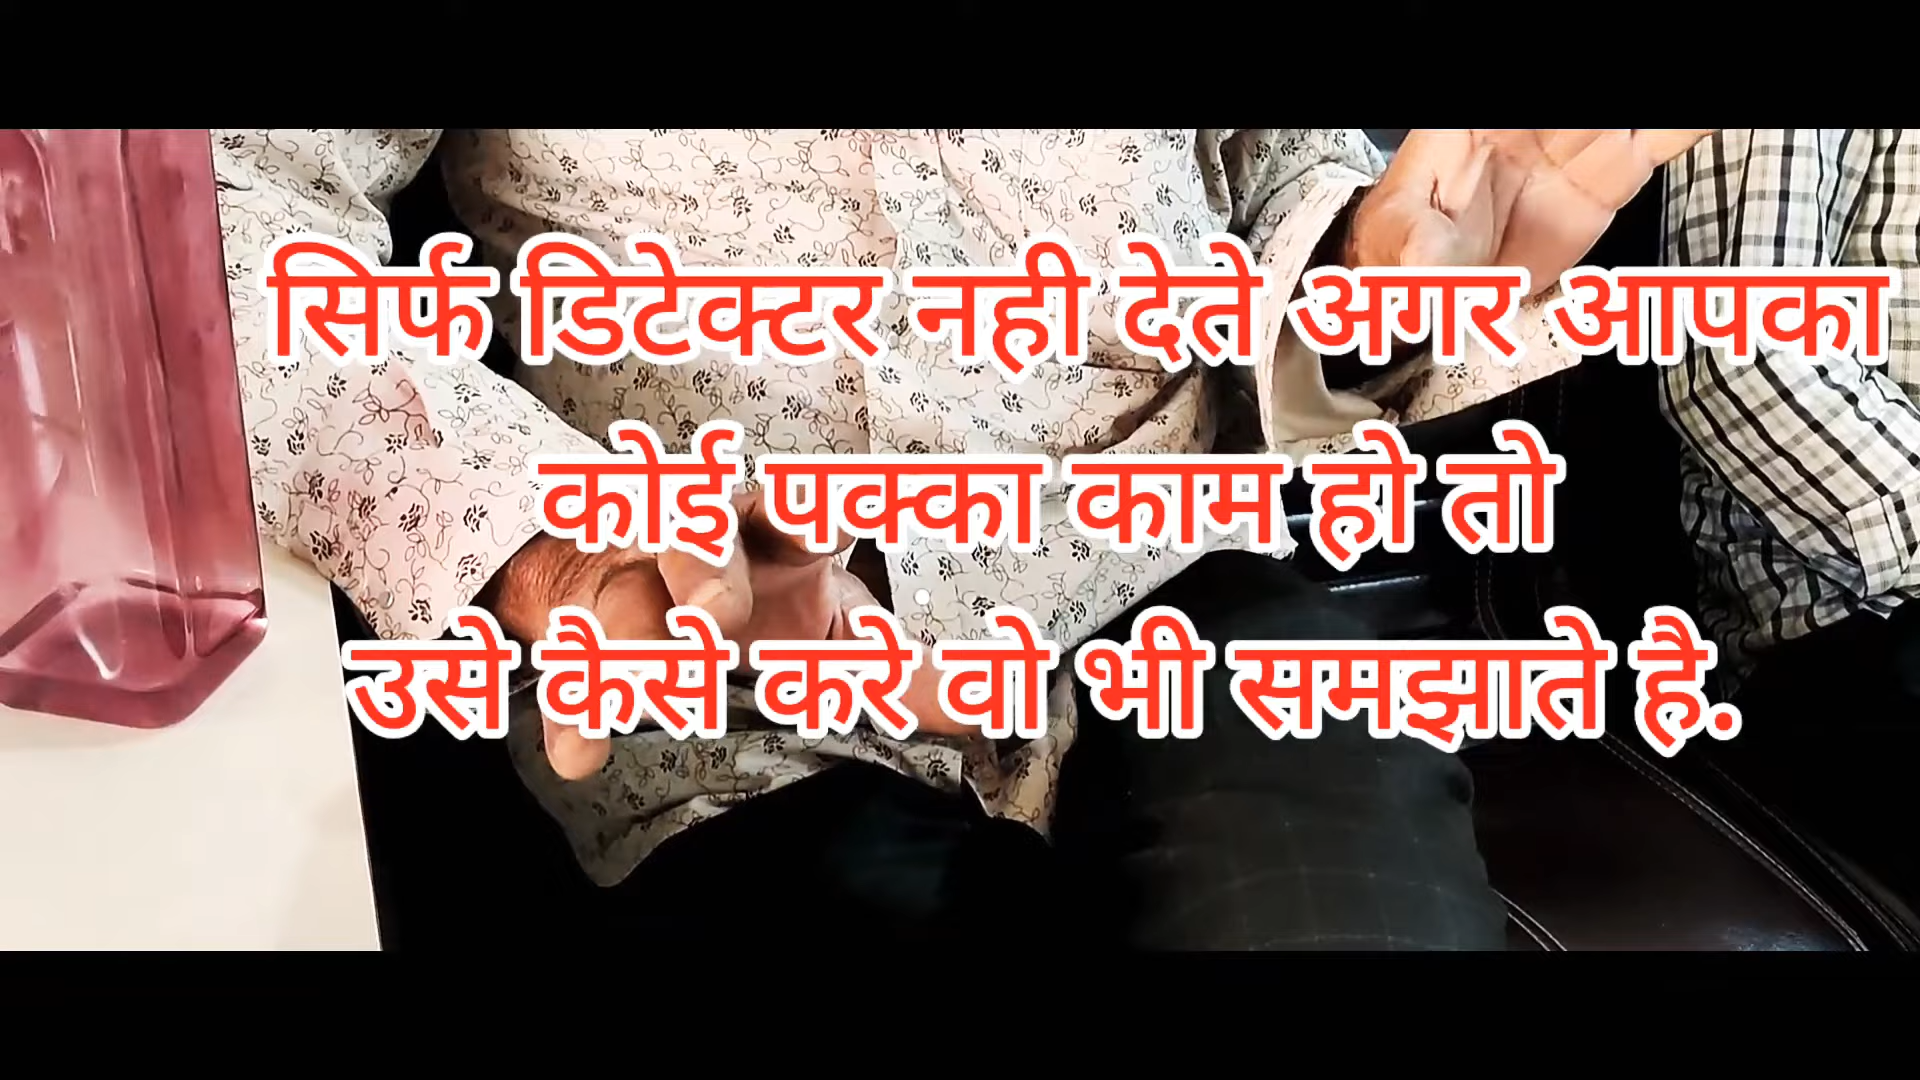 सिर्फ डिटेक्टर नही देते अगर आपका
कोई पक्का काम हो तो
उसे कैसे करे वो भी समझाते है.